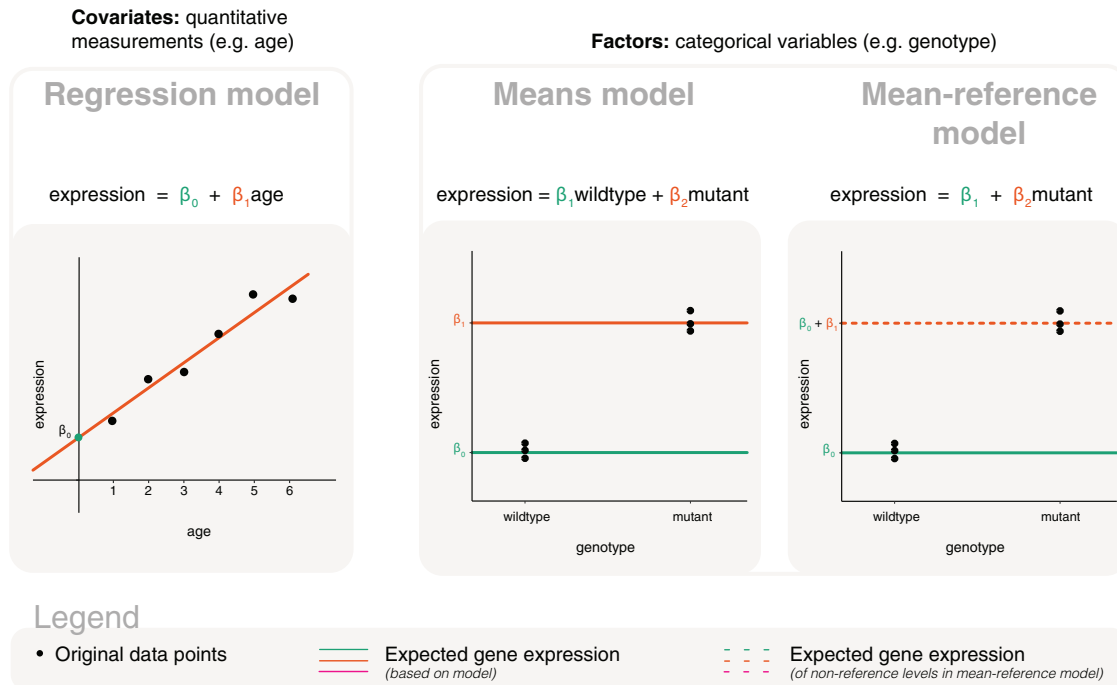 Covariates: quantitative
measurements (e.g. age)
Factors: categorical variables (e.g. genotype)
Regression model
expression = β₀ + β₁age
expression
β₀
1 2 3 4 5 6
age
Means model
expression = β₁wildtype + β₂mutant
expression
β₁
β₀
wildtype mutant
genotype
Mean-reference
model
expression = β₁ + β₂mutant
expression
β₀ + β₁
β₀
wildtype mutant
genotype
Legend
• Original data points
Expected gene expression
(based on model)
Expected gene expression
(of non-reference levels in mean-reference model)